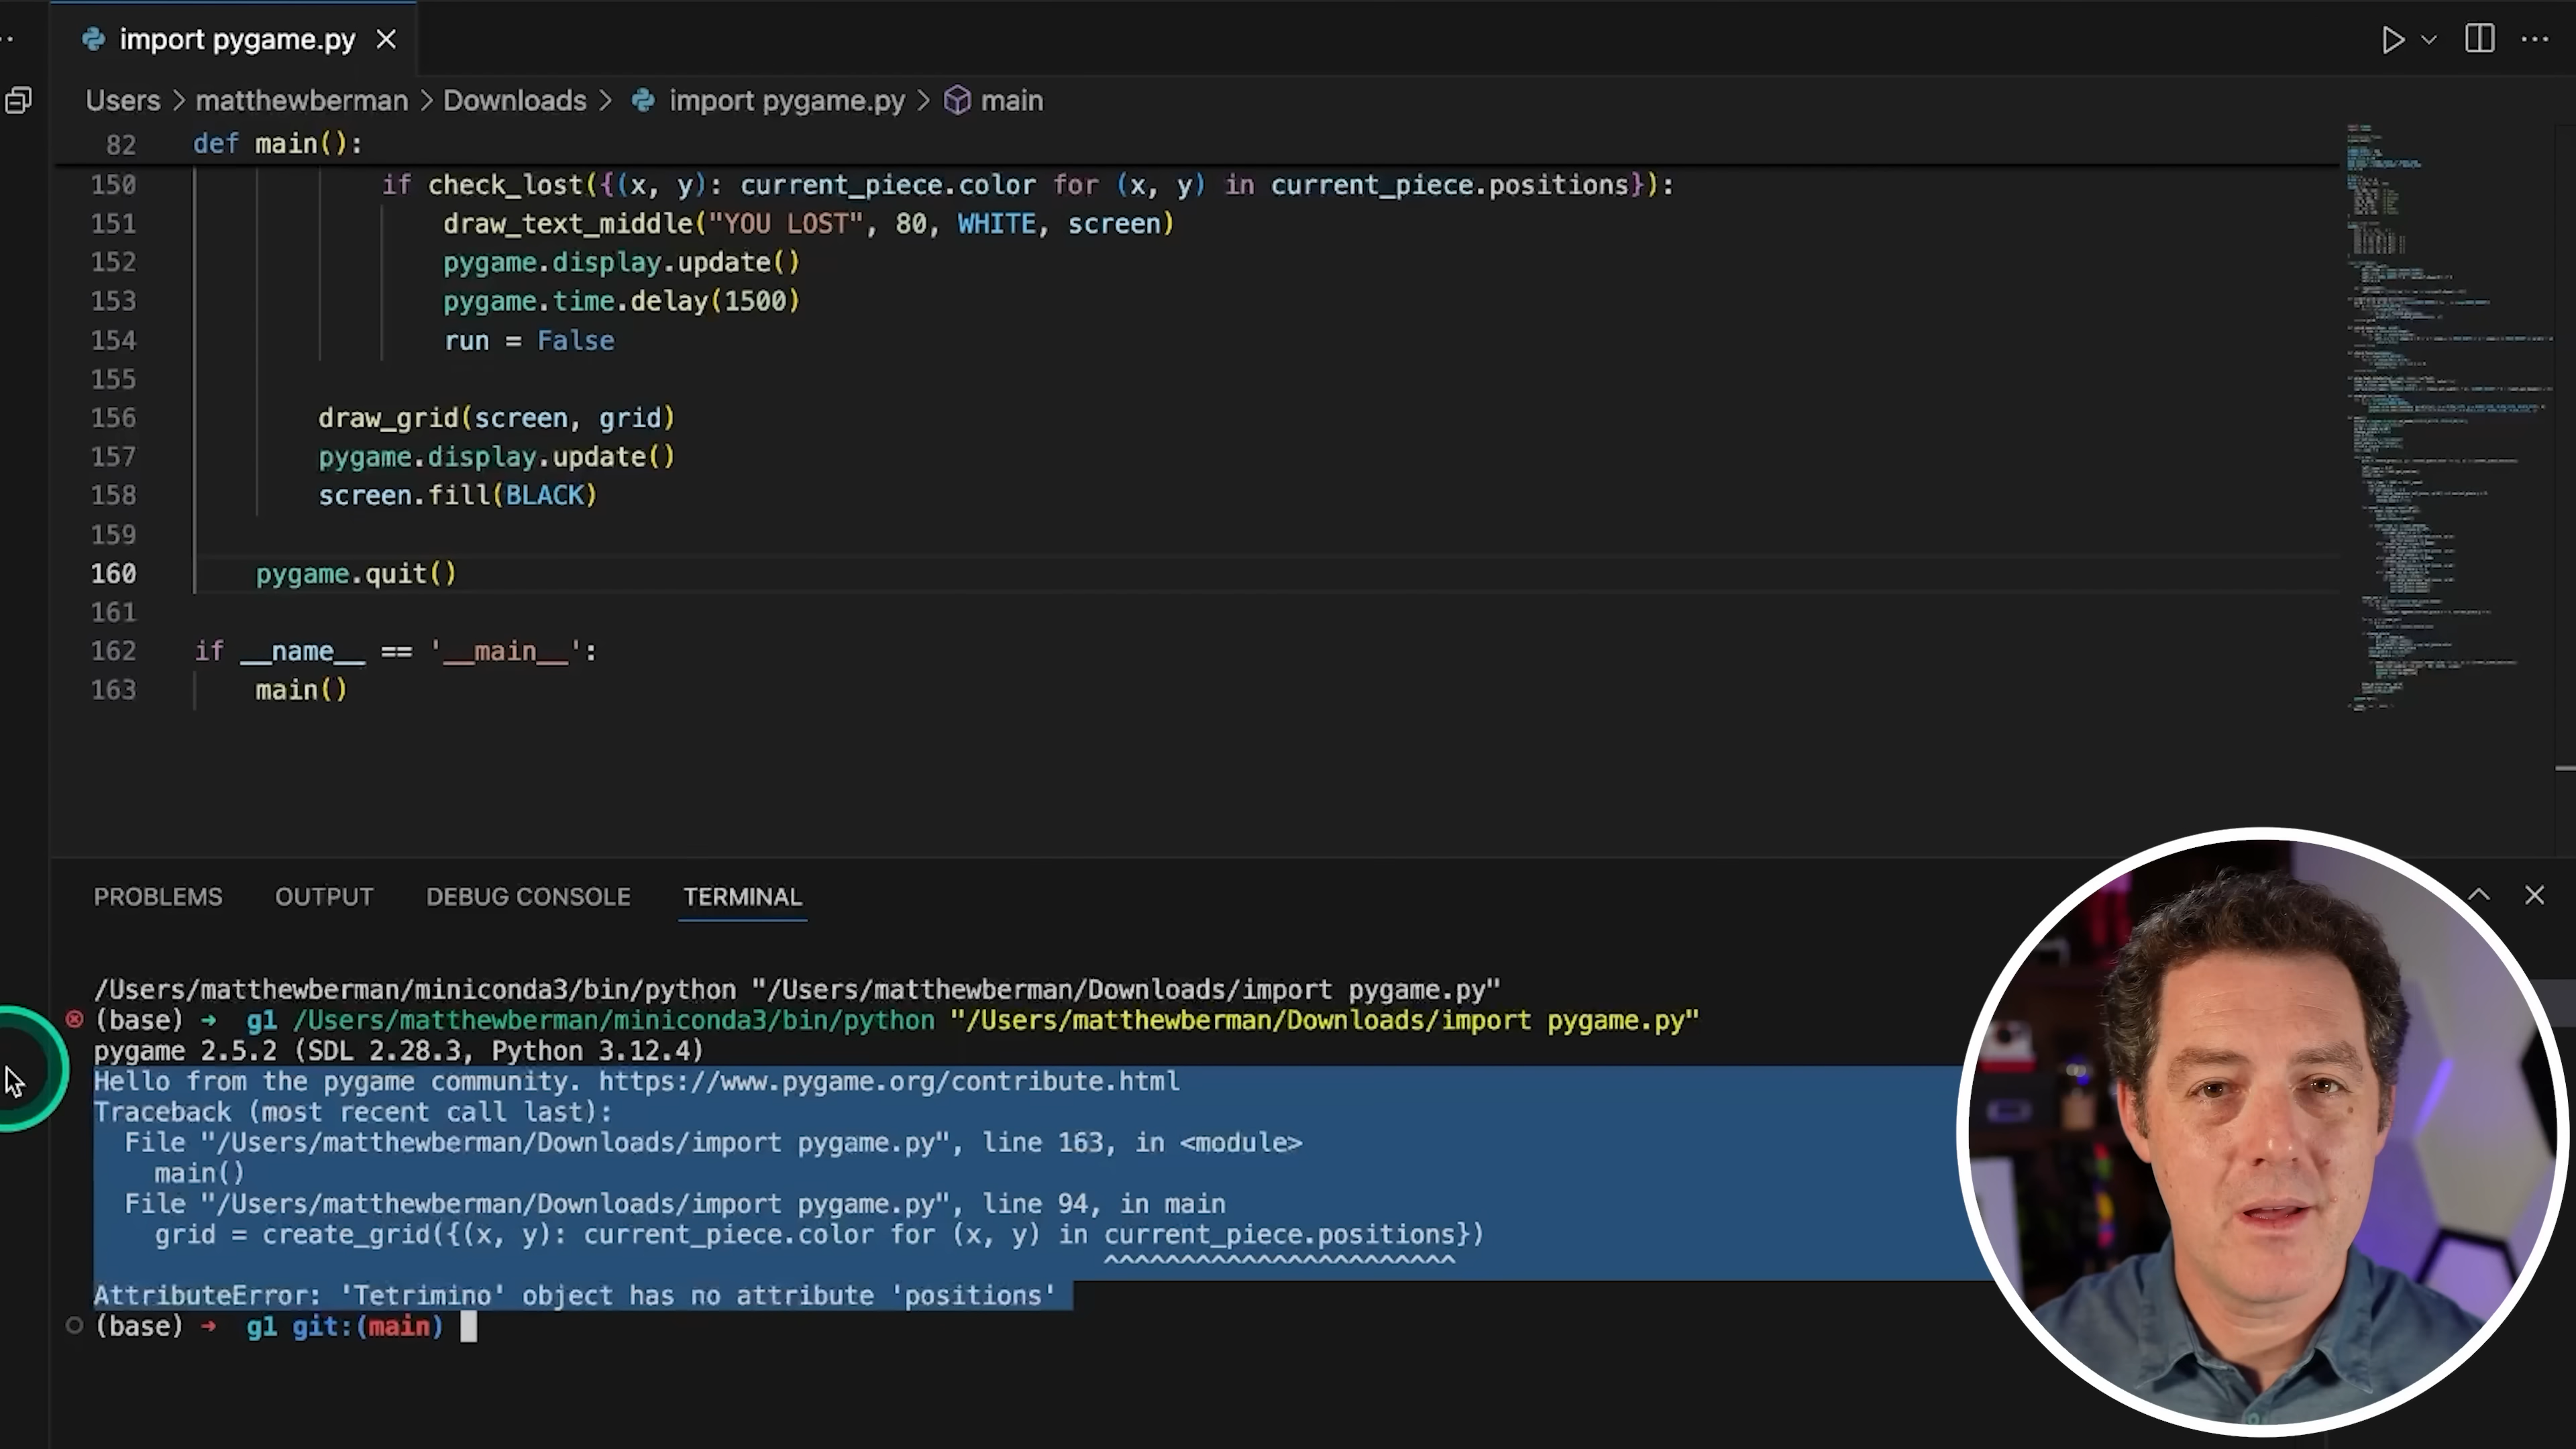 import pygame.py
Users > matthewberman > Downloads > import pygame.py > main
82 def main():
150 if check_lost({(x, y): current_piece.color for (x, y) in current_piece.positions}):
151 draw_text_middle("YOU LOST", 80, WHITE, screen)
152 pygame.display.update()
153 pygame.time.delay(1500)
154 run = False
155
156 draw_grid(screen, grid)
157 pygame.display.update()
158 screen.fill(BLACK)
159
160 pygame.quit()
161
162 if __name__ == '__main__':
163 main()
PROBLEMS OUTPUT DEBUG CONSOLE TERMINAL
/Users/matthewberman/miniconda3/bin/python "/Users/matthewberman/Downloads/import pygame.py"
(base) → g1 /Users/matthewberman/miniconda3/bin/python "/Users/matthewberman/Downloads/import pygame.py"
pygame 2.5.2 (SDL 2.28.3, Python 3.12.4)
Hello from the pygame community. https://www.pygame.org/contribute.html
Traceback (most recent call last):
File "/Users/matthewberman/Downloads/import pygame.py", line 163, in <module>
main()
File "/Users/matthewberman/Downloads/import pygame.py", line 94, in main
grid = create_grid({(x, y): current_piece.color for (x, y) in current_piece.positions})
^^^^^^^^^^^^^^^^^^^^^^^
AttributeError: 'Tetrimino' object has no attribute 'positions'
(base) → g1 git:(main)